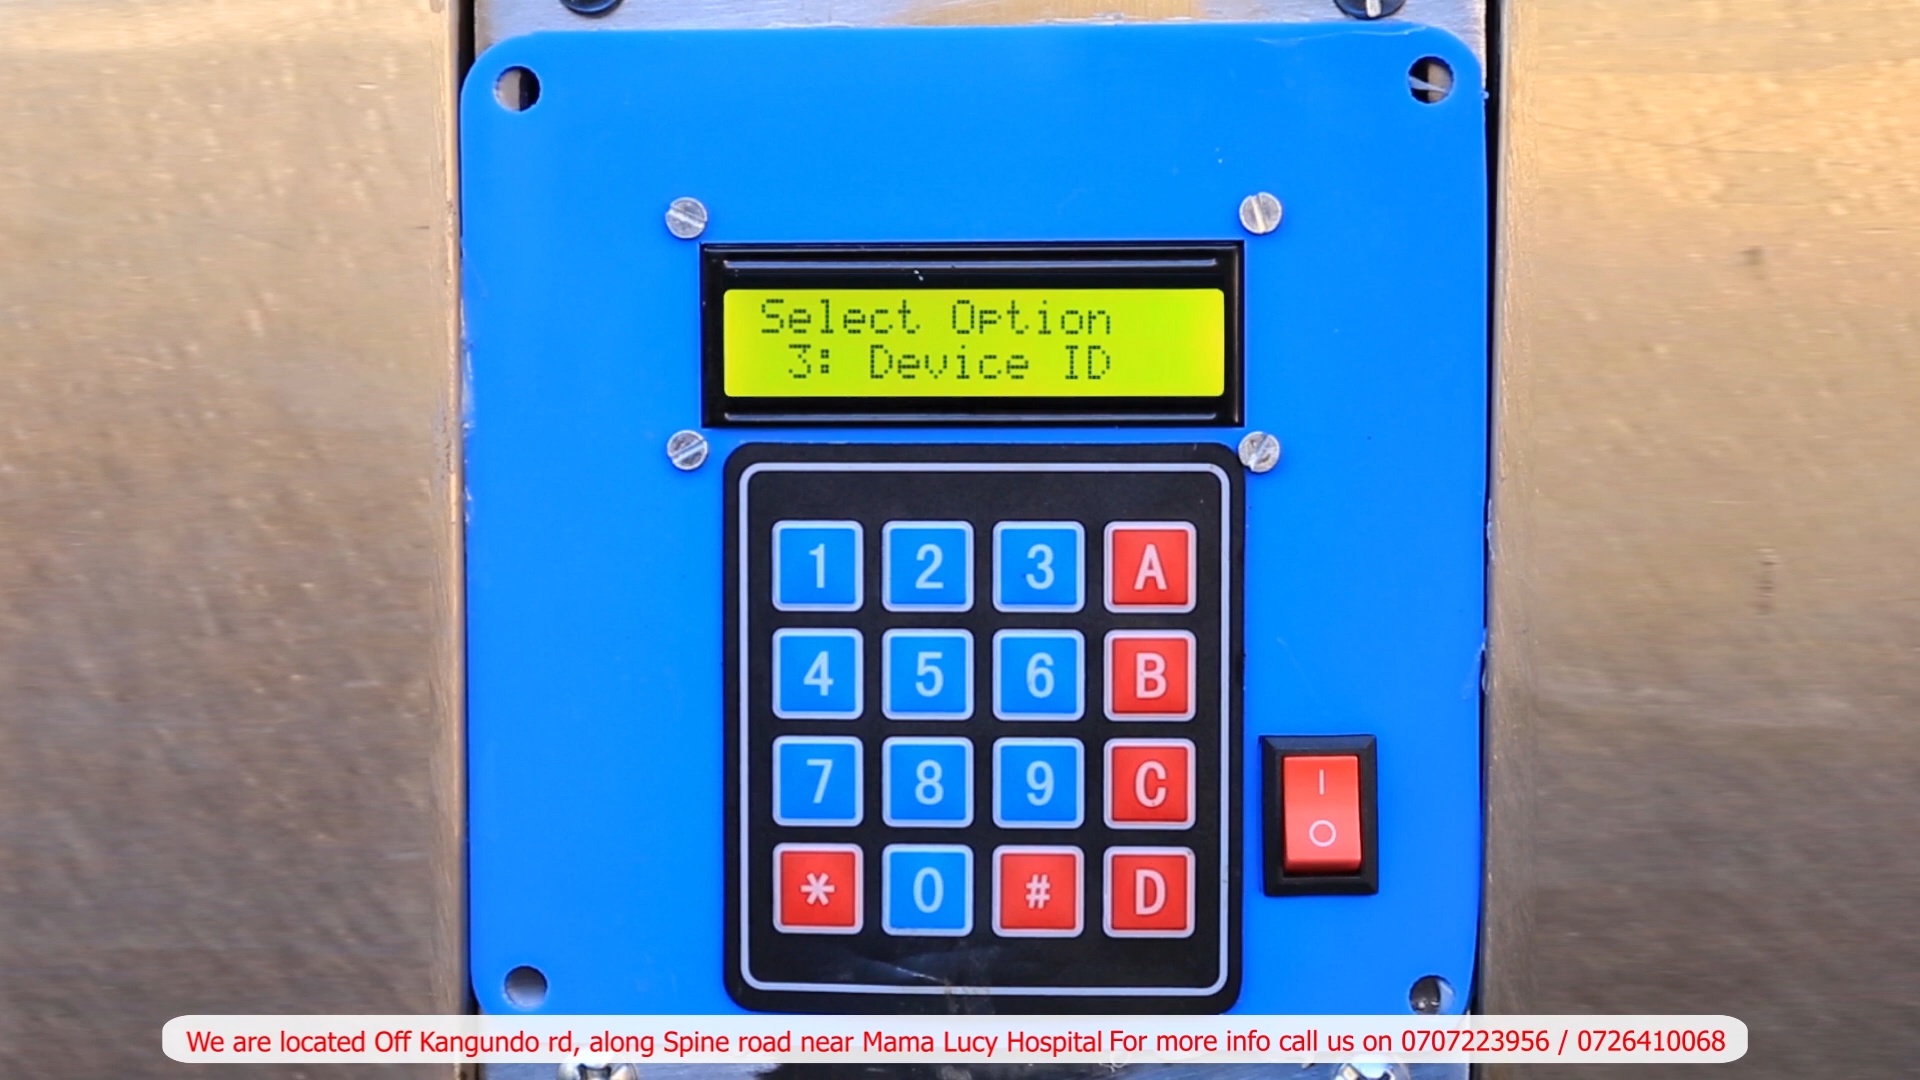 Select Option
3: Device ID
1 2 3 A
4 5 6 B
7 8 9 C
* 0 # D
I
O
We are located Off Kangundo rd, along Spine road near Mama Lucy Hospital For more info call us on 0707223956 / 0726410068